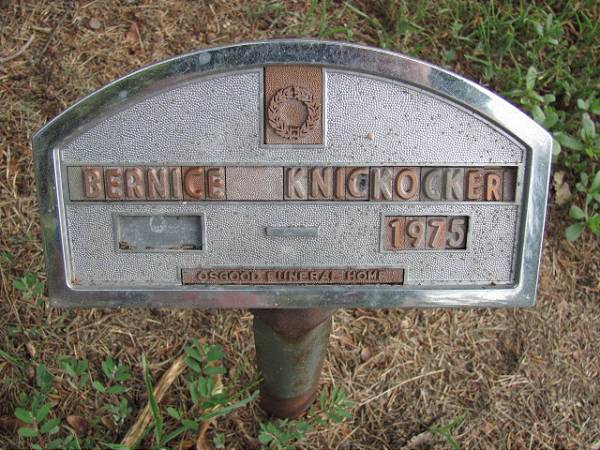 BERNICE KNICKOCKER
1975
OSGOOD FUNERAL HOME